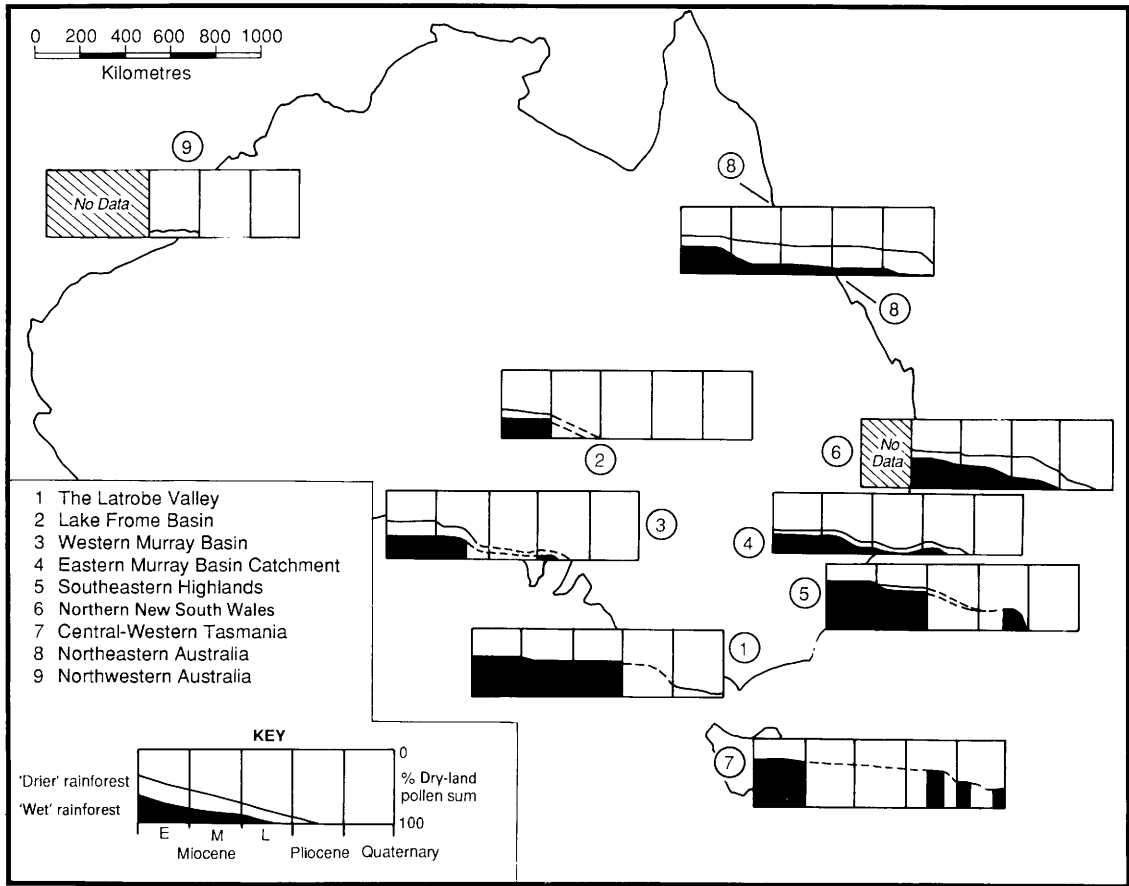 0 200 400 600 800 1000
Kilometres
9
No Data
8
8
2
6
No
Data
3
4
5
1
7
1 The Latrobe Valley
2 Lake Frome Basin
3 Western Murray Basin
4 Eastern Murray Basin Catchment
5 Southeastern Highlands
6 Northern New South Wales
7 Central-Western Tasmania
8 Northeastern Australia
9 Northwestern Australia
KEY
'Drier' rainforest
'Wet' rainforest
0
% Dry-land
pollen sum
100
E M L
Miocene Pliocene Quaternary